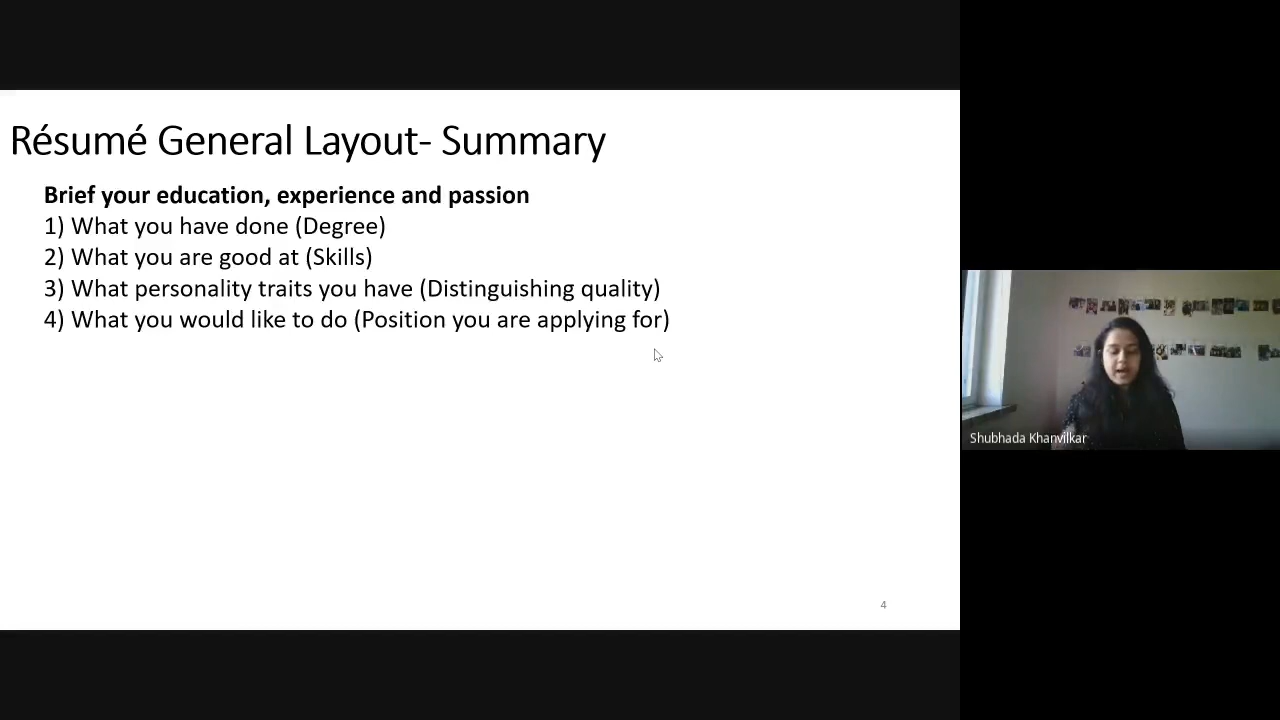 Résumé General Layout- Summary
Brief your education, experience and passion
1) What you have done (Degree)
2) What you are good at (Skills)
3) What personality traits you have (Distinguishing quality)
4) What you would like to do (Position you are applying for)
4
Shubhada Khanvilkar